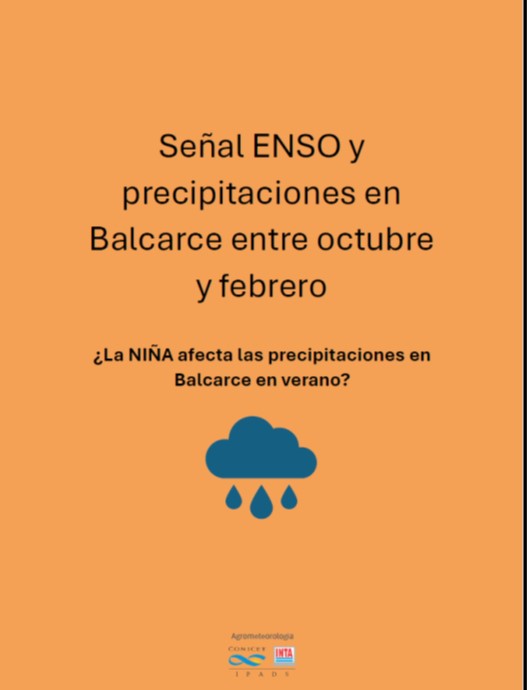 Señal ENSO y
precipitaciones en
Balcarce entre octubre
y febrero
¿La NIÑA afecta las precipitaciones en
Balcarce en verano?
Agrometeorología
CONICET
INTA
I P A D S